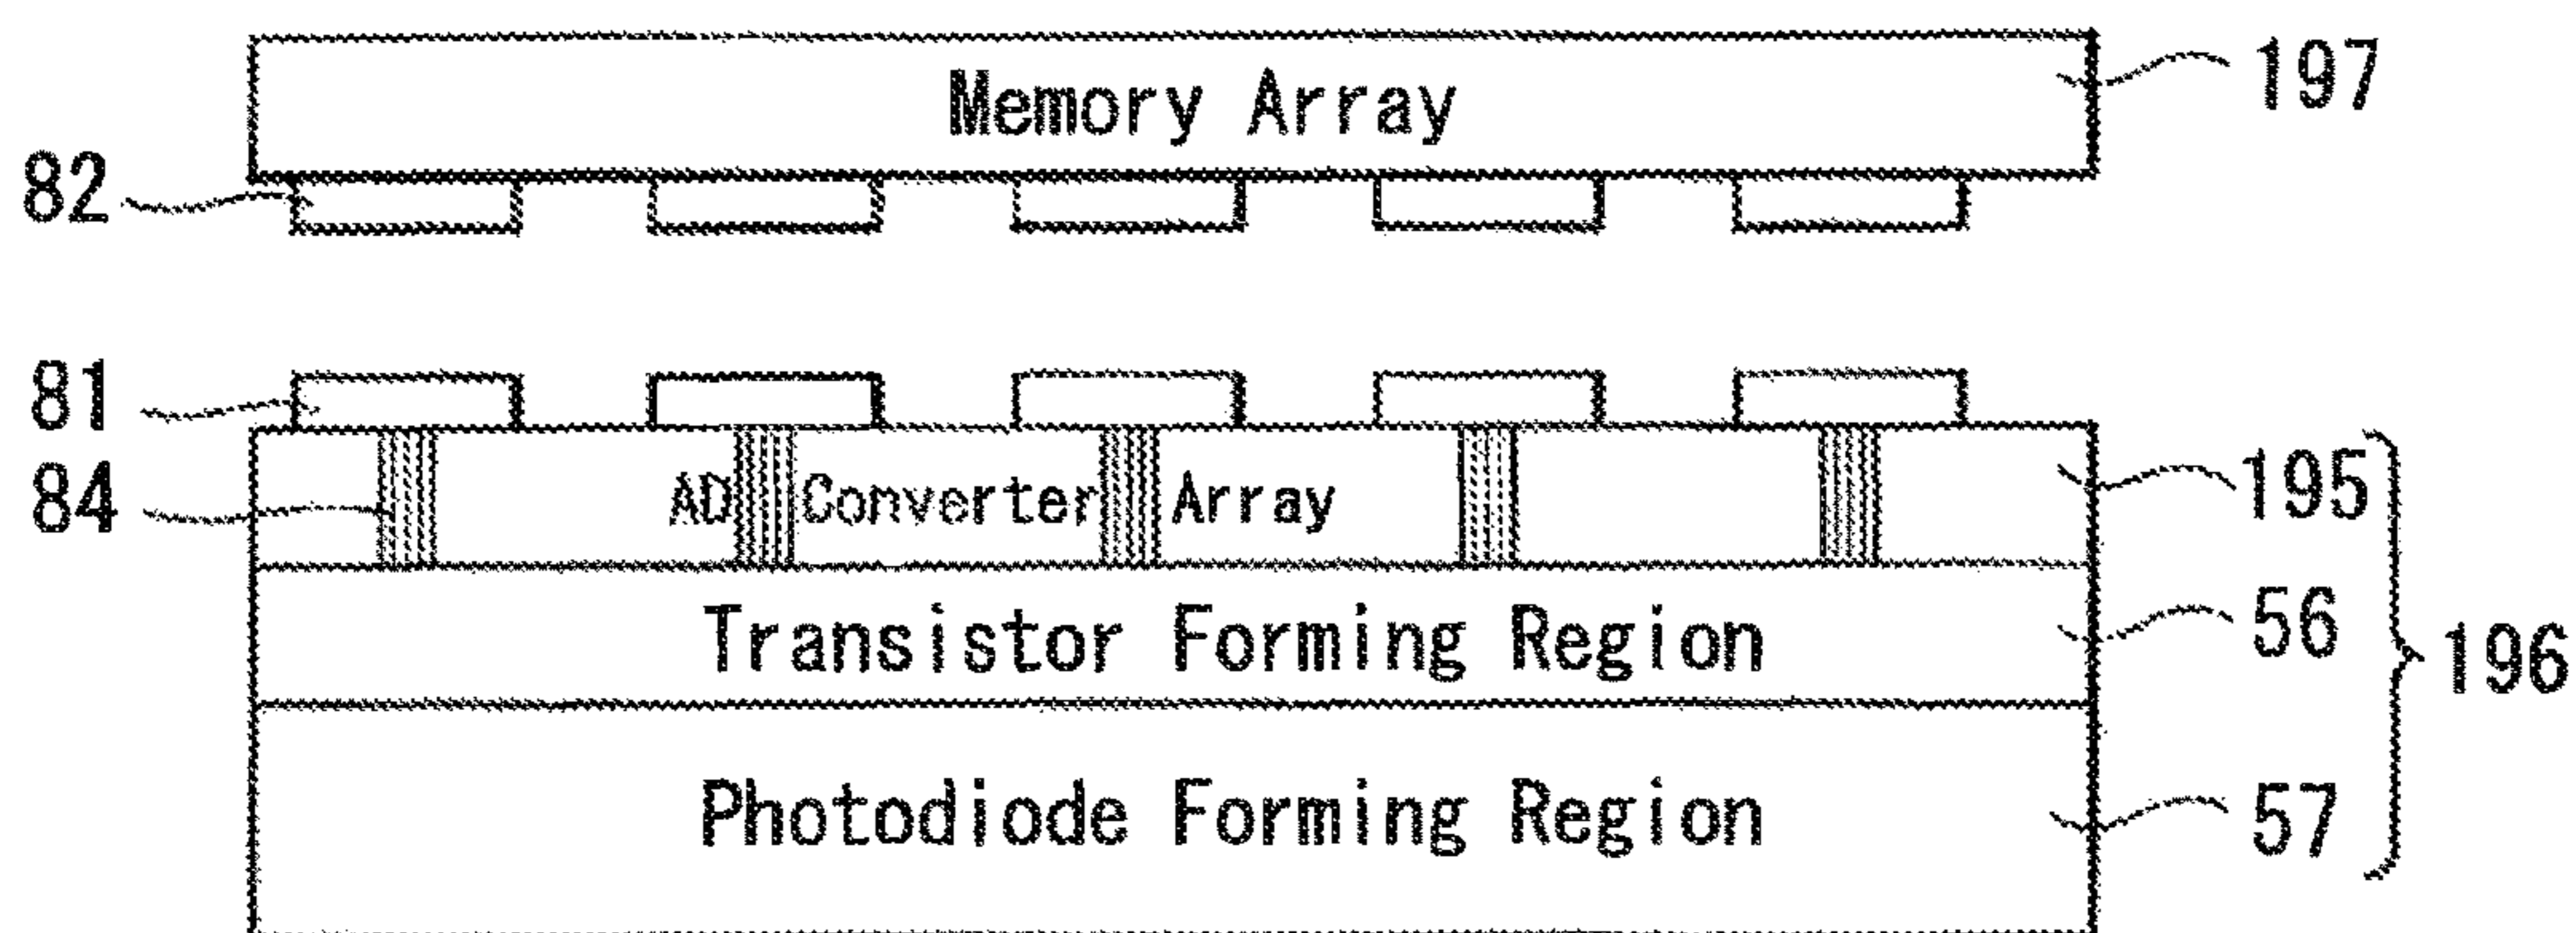 Memory Array
197
82
81
84
AD Converter Array
195
Transistor Forming Region
56
196
Photodiode Forming Region
57